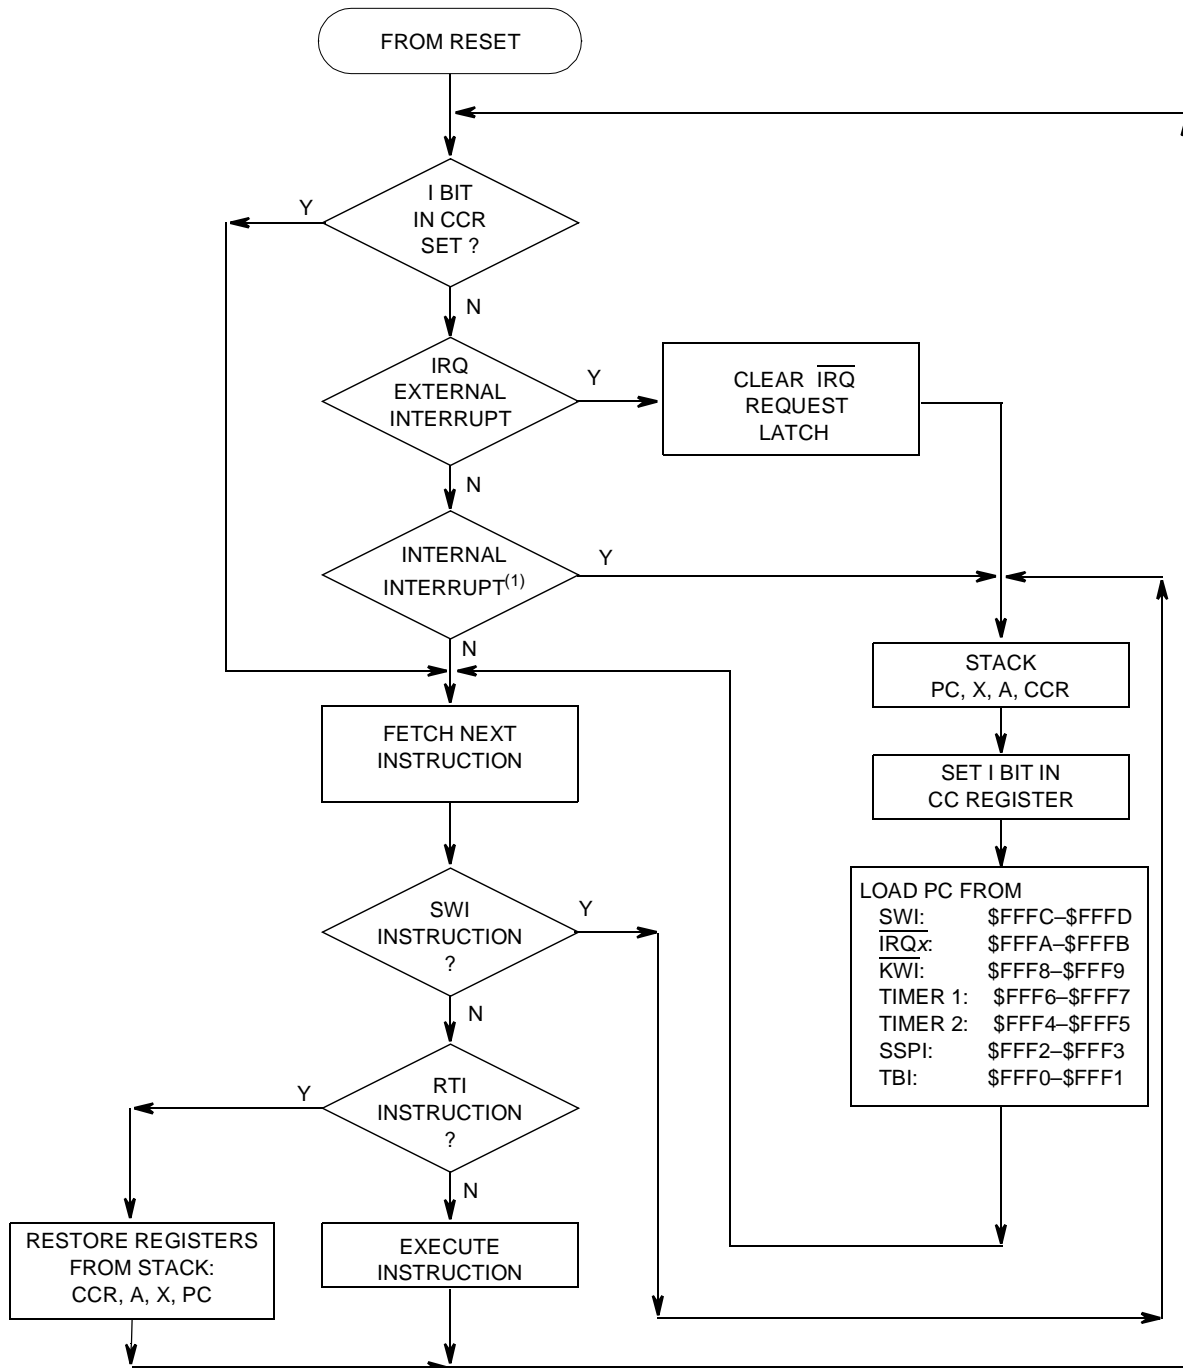 FROM RESET
Y
I BIT
IN CCR
SET ?
N
IRQ
EXTERNAL
INTERRUPT
Y
CLEAR IRQ
REQUEST
LATCH
N
INTERNAL
INTERRUPT(1)
Y
N
STACK
PC, X, A, CCR
FETCH NEXT
INSTRUCTION
SET I BIT IN
CC REGISTER
LOAD PC FROM
SWI: $FFFC–$FFFD
IRQx: $FFFA–$FFFB
KWI: $FFF8–$FFF9
TIMER 1: $FFF6–$FFF7
TIMER 2: $FFF4–$FFF5
SSPI: $FFF2–$FFF3
TBI: $FFF0–$FFF1
SWI
INSTRUCTION
?
Y
N
Y
RTI
INSTRUCTION
?
N
RESTORE REGISTERS
FROM STACK:
CCR, A, X, PC
EXECUTE
INSTRUCTION